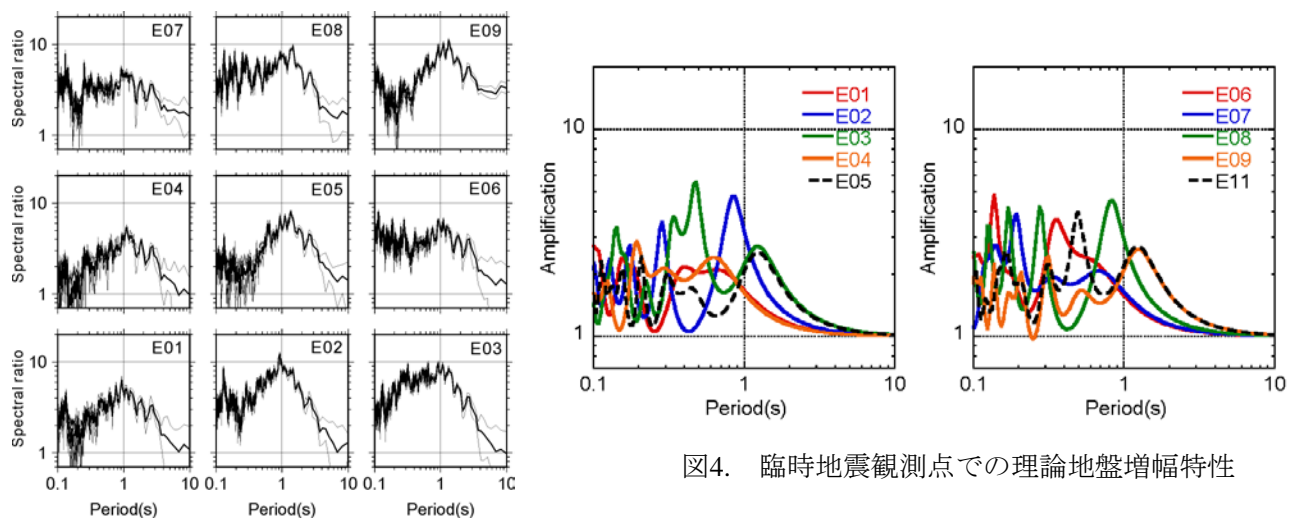 E07
E08
E09
Spectral ratio
10
1
E04
E05
E06
Spectral ratio
10
1
E01
E02
E03
Spectral ratio
10
1
0.1 1 10 0.1 1 10 0.1 1 10
Period(s) Period(s) Period(s)
E01
E02
E03
E04
E05
10
1
Amplification
0.1 1 10
Period(s)
E06
E07
E08
E09
E11
10
1
Amplification
0.1 1 10
Period(s)
図4. 臨時地震観測点での理論地盤増幅特性